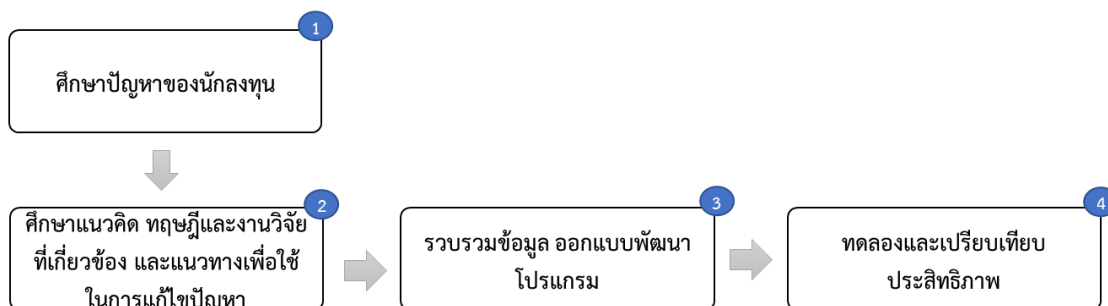 1
ศึกษาปัญหาของนักลงทุน
2
ศึกษาแนวคิด ทฤษฎีและงานวิจัย
ที่เกี่ยวข้อง และแนวทางเพื่อใช้
ในการแก้ไขปัญหา
3
รวบรวมข้อมูล ออกแบบพัฒนา
โปรแกรม
4
ทดลองและเปรียบเทียบ
ประสิทธิภาพ